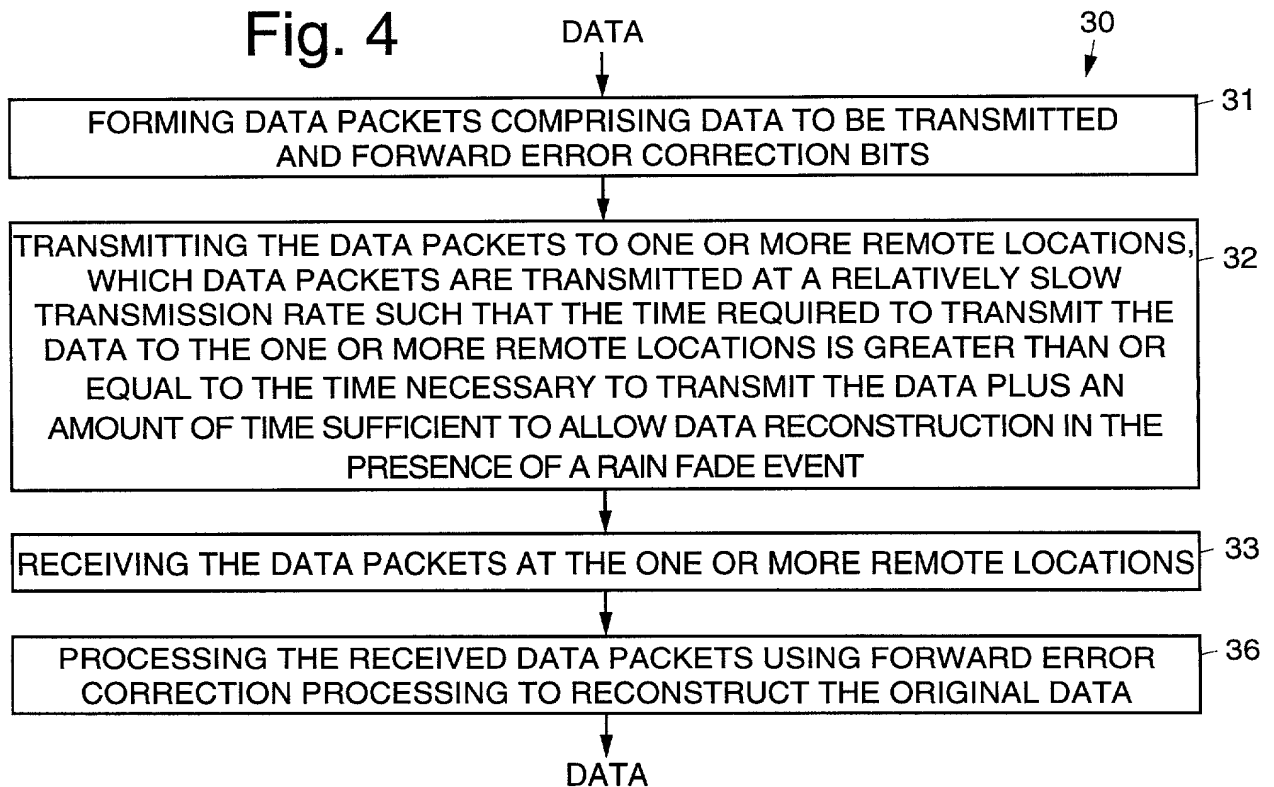 Fig. 4
DATA
30
31
FORMING DATA PACKETS COMPRISING DATA TO BE TRANSMITTED
AND FORWARD ERROR CORRECTION BITS
TRANSMITTING THE DATA PACKETS TO ONE OR MORE REMOTE LOCATIONS,
32
WHICH DATA PACKETS ARE TRANSMITTED AT A RELATIVELY SLOW
TRANSMISSION RATE SUCH THAT THE TIME REQUIRED TO TRANSMIT THE
DATA TO THE ONE OR MORE REMOTE LOCATIONS IS GREATER THAN OR
EQUAL TO THE TIME NECESSARY TO TRANSMIT THE DATA PLUS AN
AMOUNT OF TIME SUFFICIENT TO ALLOW DATA RECONSTRUCTION IN THE
PRESENCE OF A RAIN FADE EVENT
RECEIVING THE DATA PACKETS AT THE ONE OR MORE REMOTE LOCATIONS
33
PROCESSING THE RECEIVED DATA PACKETS USING FORWARD ERROR
36
CORRECTION PROCESSING TO RECONSTRUCT THE ORIGINAL DATA
DATA